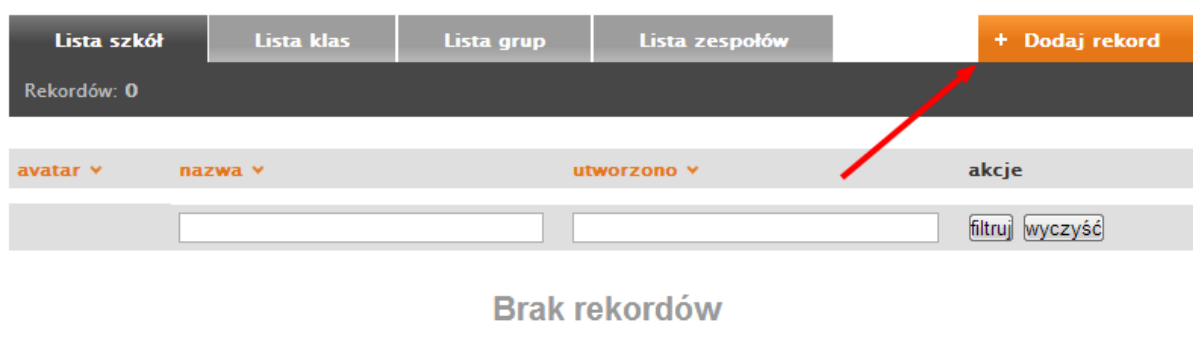 Lista szkół Lista klas Lista grup Lista zespołów + Dodaj rekord
Rekordów: 0
avatar nazwa utworzono akcje
filtruj wyczyść
Brak rekordów